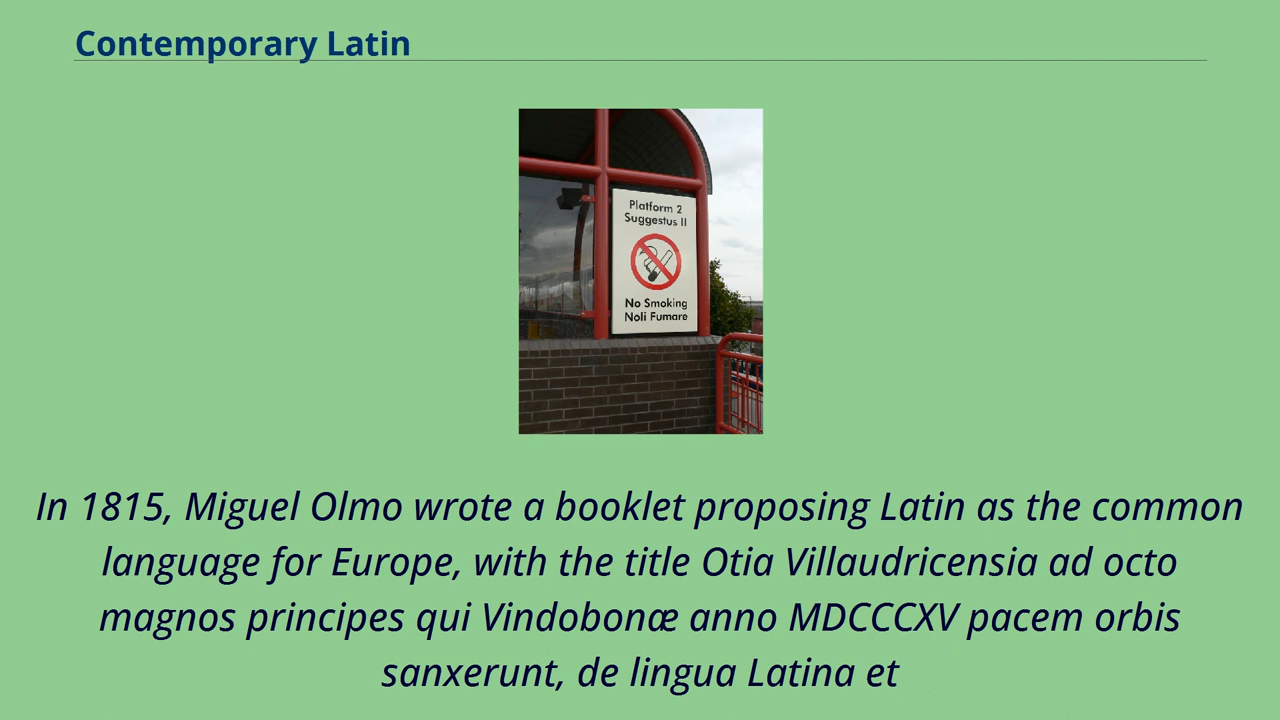 Contemporary Latin
Platform 2
Suggestus II
No Smoking
Noli Fumare
In 1815, Miguel Olmo wrote a booklet proposing Latin as the common
language for Europe, with the title Otia Villaudricensia ad octo
magnos principes qui Vindobonæ anno MDCCCXV pacem orbis
sanxerunt, de lingua Latina et